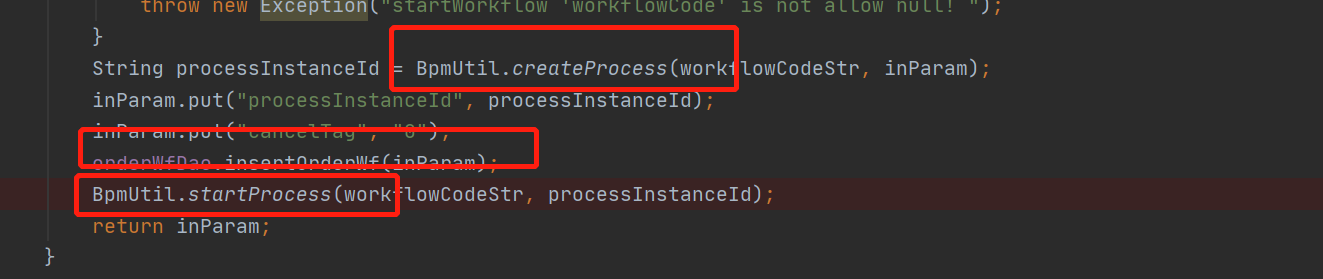 throw new Exception("startWorkflow 'workflowCode' is not allow null! ");
}
String processInstanceId = BpmUtil.createProcess(workflowCodeStr, inParam);
inParam.put("processInstanceId", processInstanceId);
inParam.put("cancelTag", "0");
orderWfDao.insertOrderWf(inParam);
BpmUtil.startProcess(workflowCodeStr, processInstanceId);
return inParam;
}